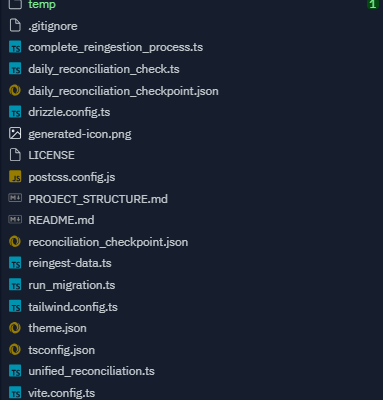 temp 1
.gitignore
TS complete_reingestion_process.ts
TS daily_reconciliation_check.ts
daily_reconciliation_checkpoint.json
TS drizzle.config.ts
generated-icon.png
LICENSE
JS postcss.config.js
M↓ PROJECT_STRUCTURE.md
M↓ README.md
reconciliation_checkpoint.json
TS reingest-data.ts
TS run_migration.ts
TS tailwind.config.ts
theme.json
tsconfig.json
TS unified_reconciliation.ts
TS vite.config.ts